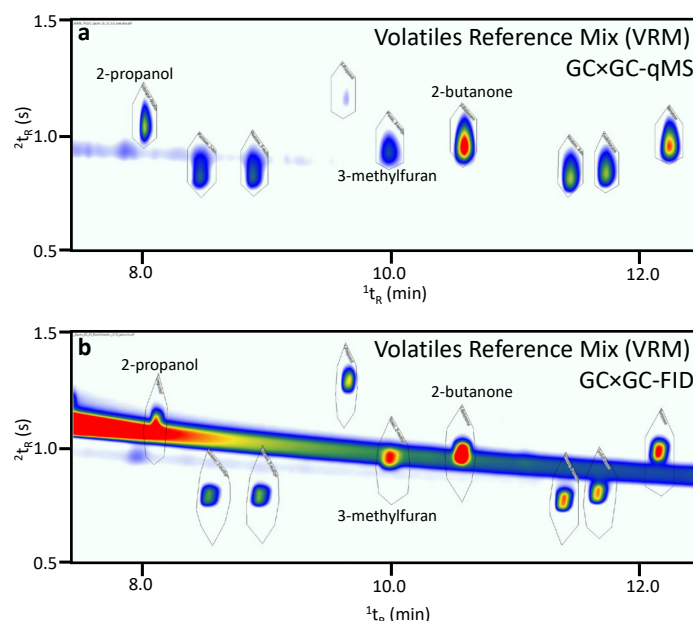 a
Volatiles Reference Mix (VRM)
GC×GC-qMS
2-propanol
2-butanone
3-methylfuran
1.5
1.0
0.5
²tR (s)
8.0
10.0
12.0
¹tR (min)
b
Volatiles Reference Mix (VRM)
GC×GC-FID
2-propanol
2-butanone
3-methylfuran
1.5
1.0
0.5
²tR (s)
8.0
10.0
12.0
¹tR (min)